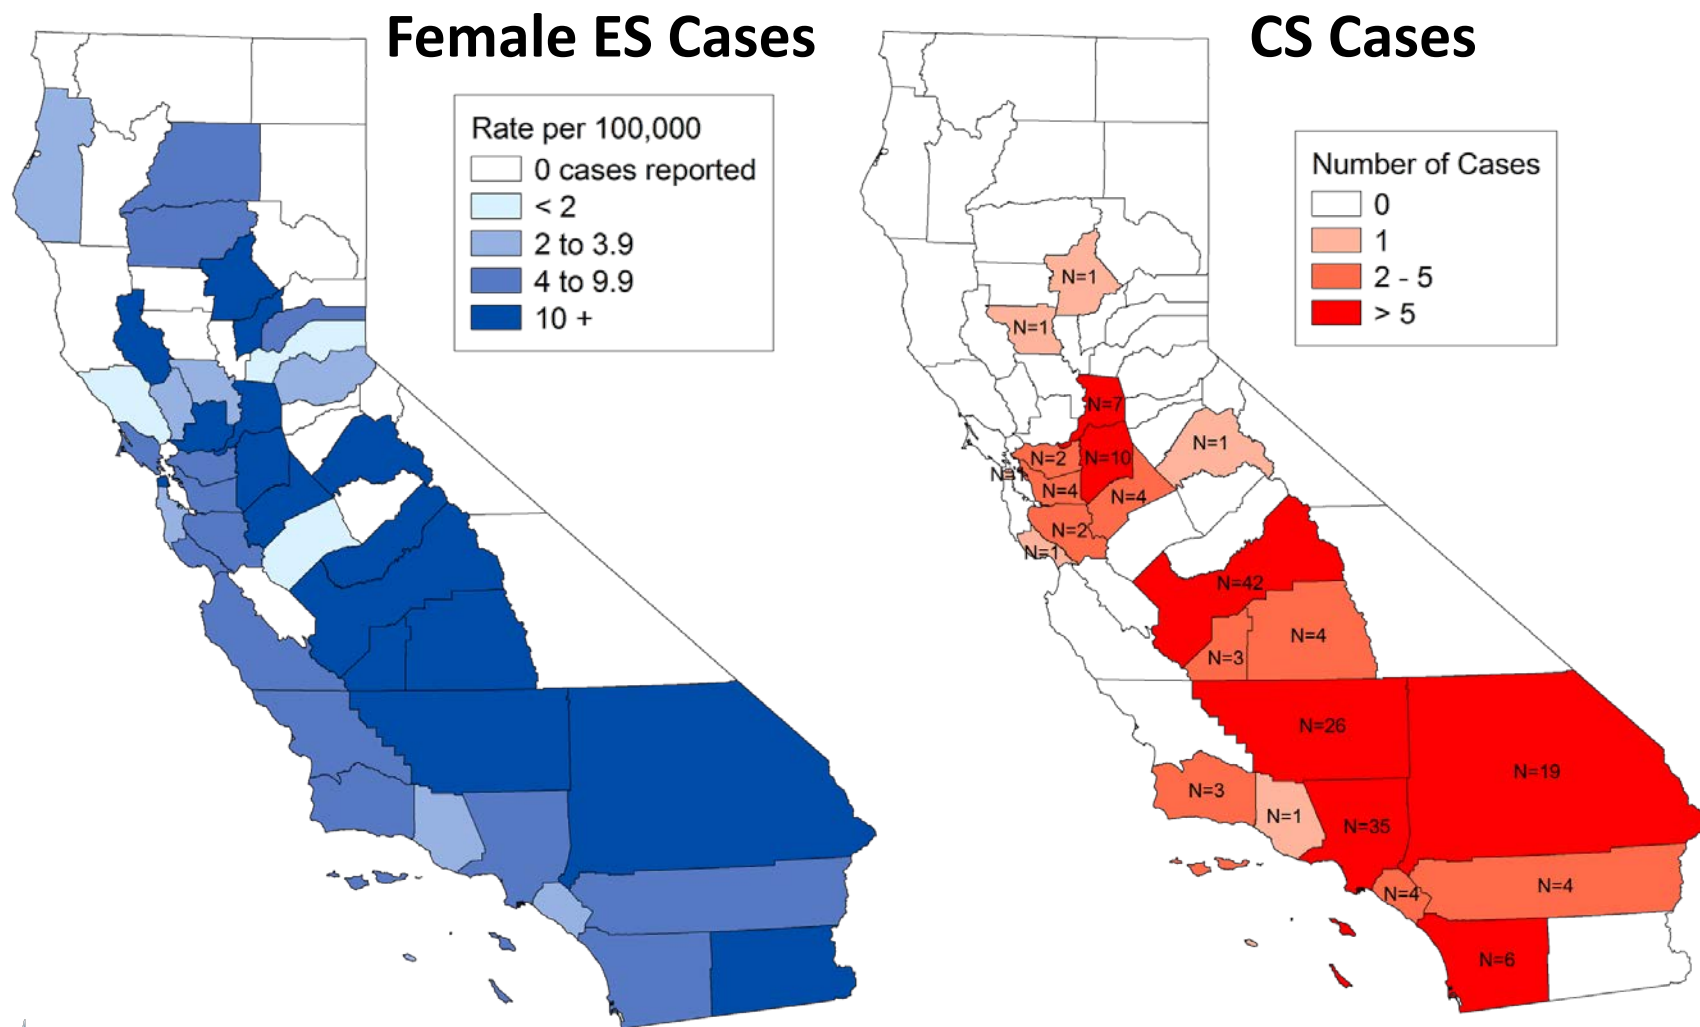 Female ES Cases
CS Cases
Rate per 100,000
0 cases reported
< 2
2 to 3.9
4 to 9.9
10 +
Number of Cases
0
1
2 - 5
> 5
N=1
N=1
N=7
N=1
N=2
N=10
N=1
N=4
N=4
N=2
N=1
N=42
N=4
N=3
N=26
N=19
N=3
N=1
N=35
N=4
N=4
N=6